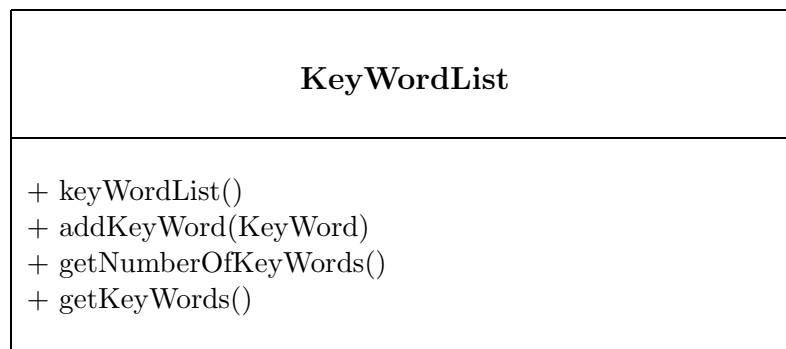 KeyWordList
+ keyWordList()
+ addKeyWord(KeyWord)
+ getNumberOfKeyWords()
+ getKeyWords()